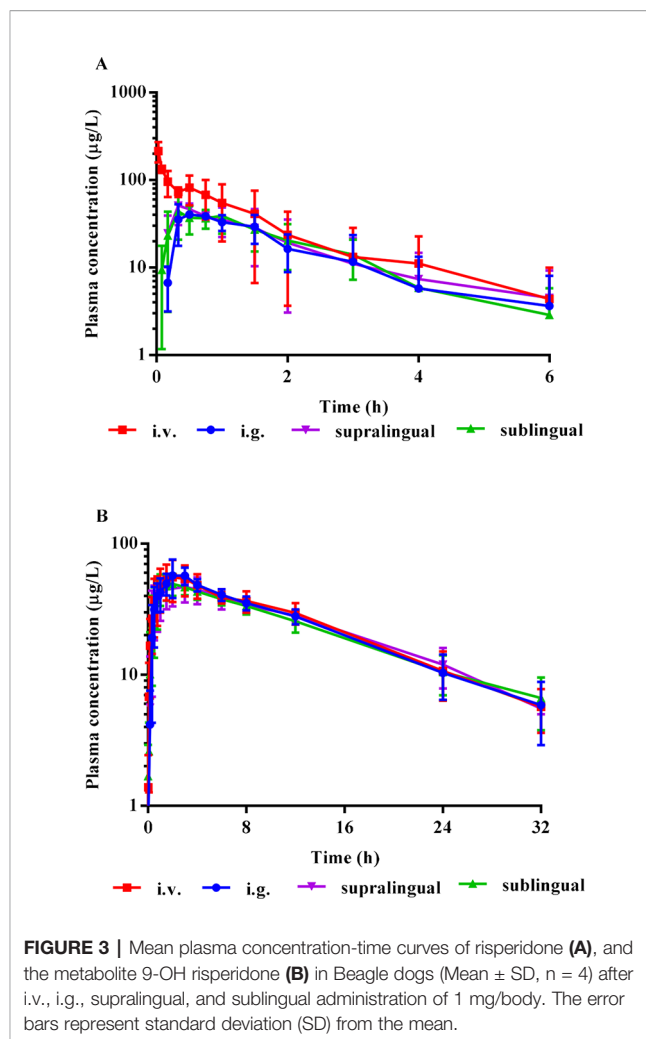 A
1000
100
10
1
Plasma concentration (µg/L)
0 2 4 6
Time (h)
i.v. i.g. supralingual sublingual
B
100
10
1
Plasma concentration (µg/L)
0 8 16 24 32
Time (h)
i.v. i.g. supralingual sublingual
FIGURE 3 | Mean plasma concentration-time curves of risperidone (A), and
the metabolite 9-OH risperidone (B) in Beagle dogs (Mean ± SD, n = 4) after
i.v., i.g., supralingual, and sublingual administration of 1 mg/body. The error
bars represent standard deviation (SD) from the mean.